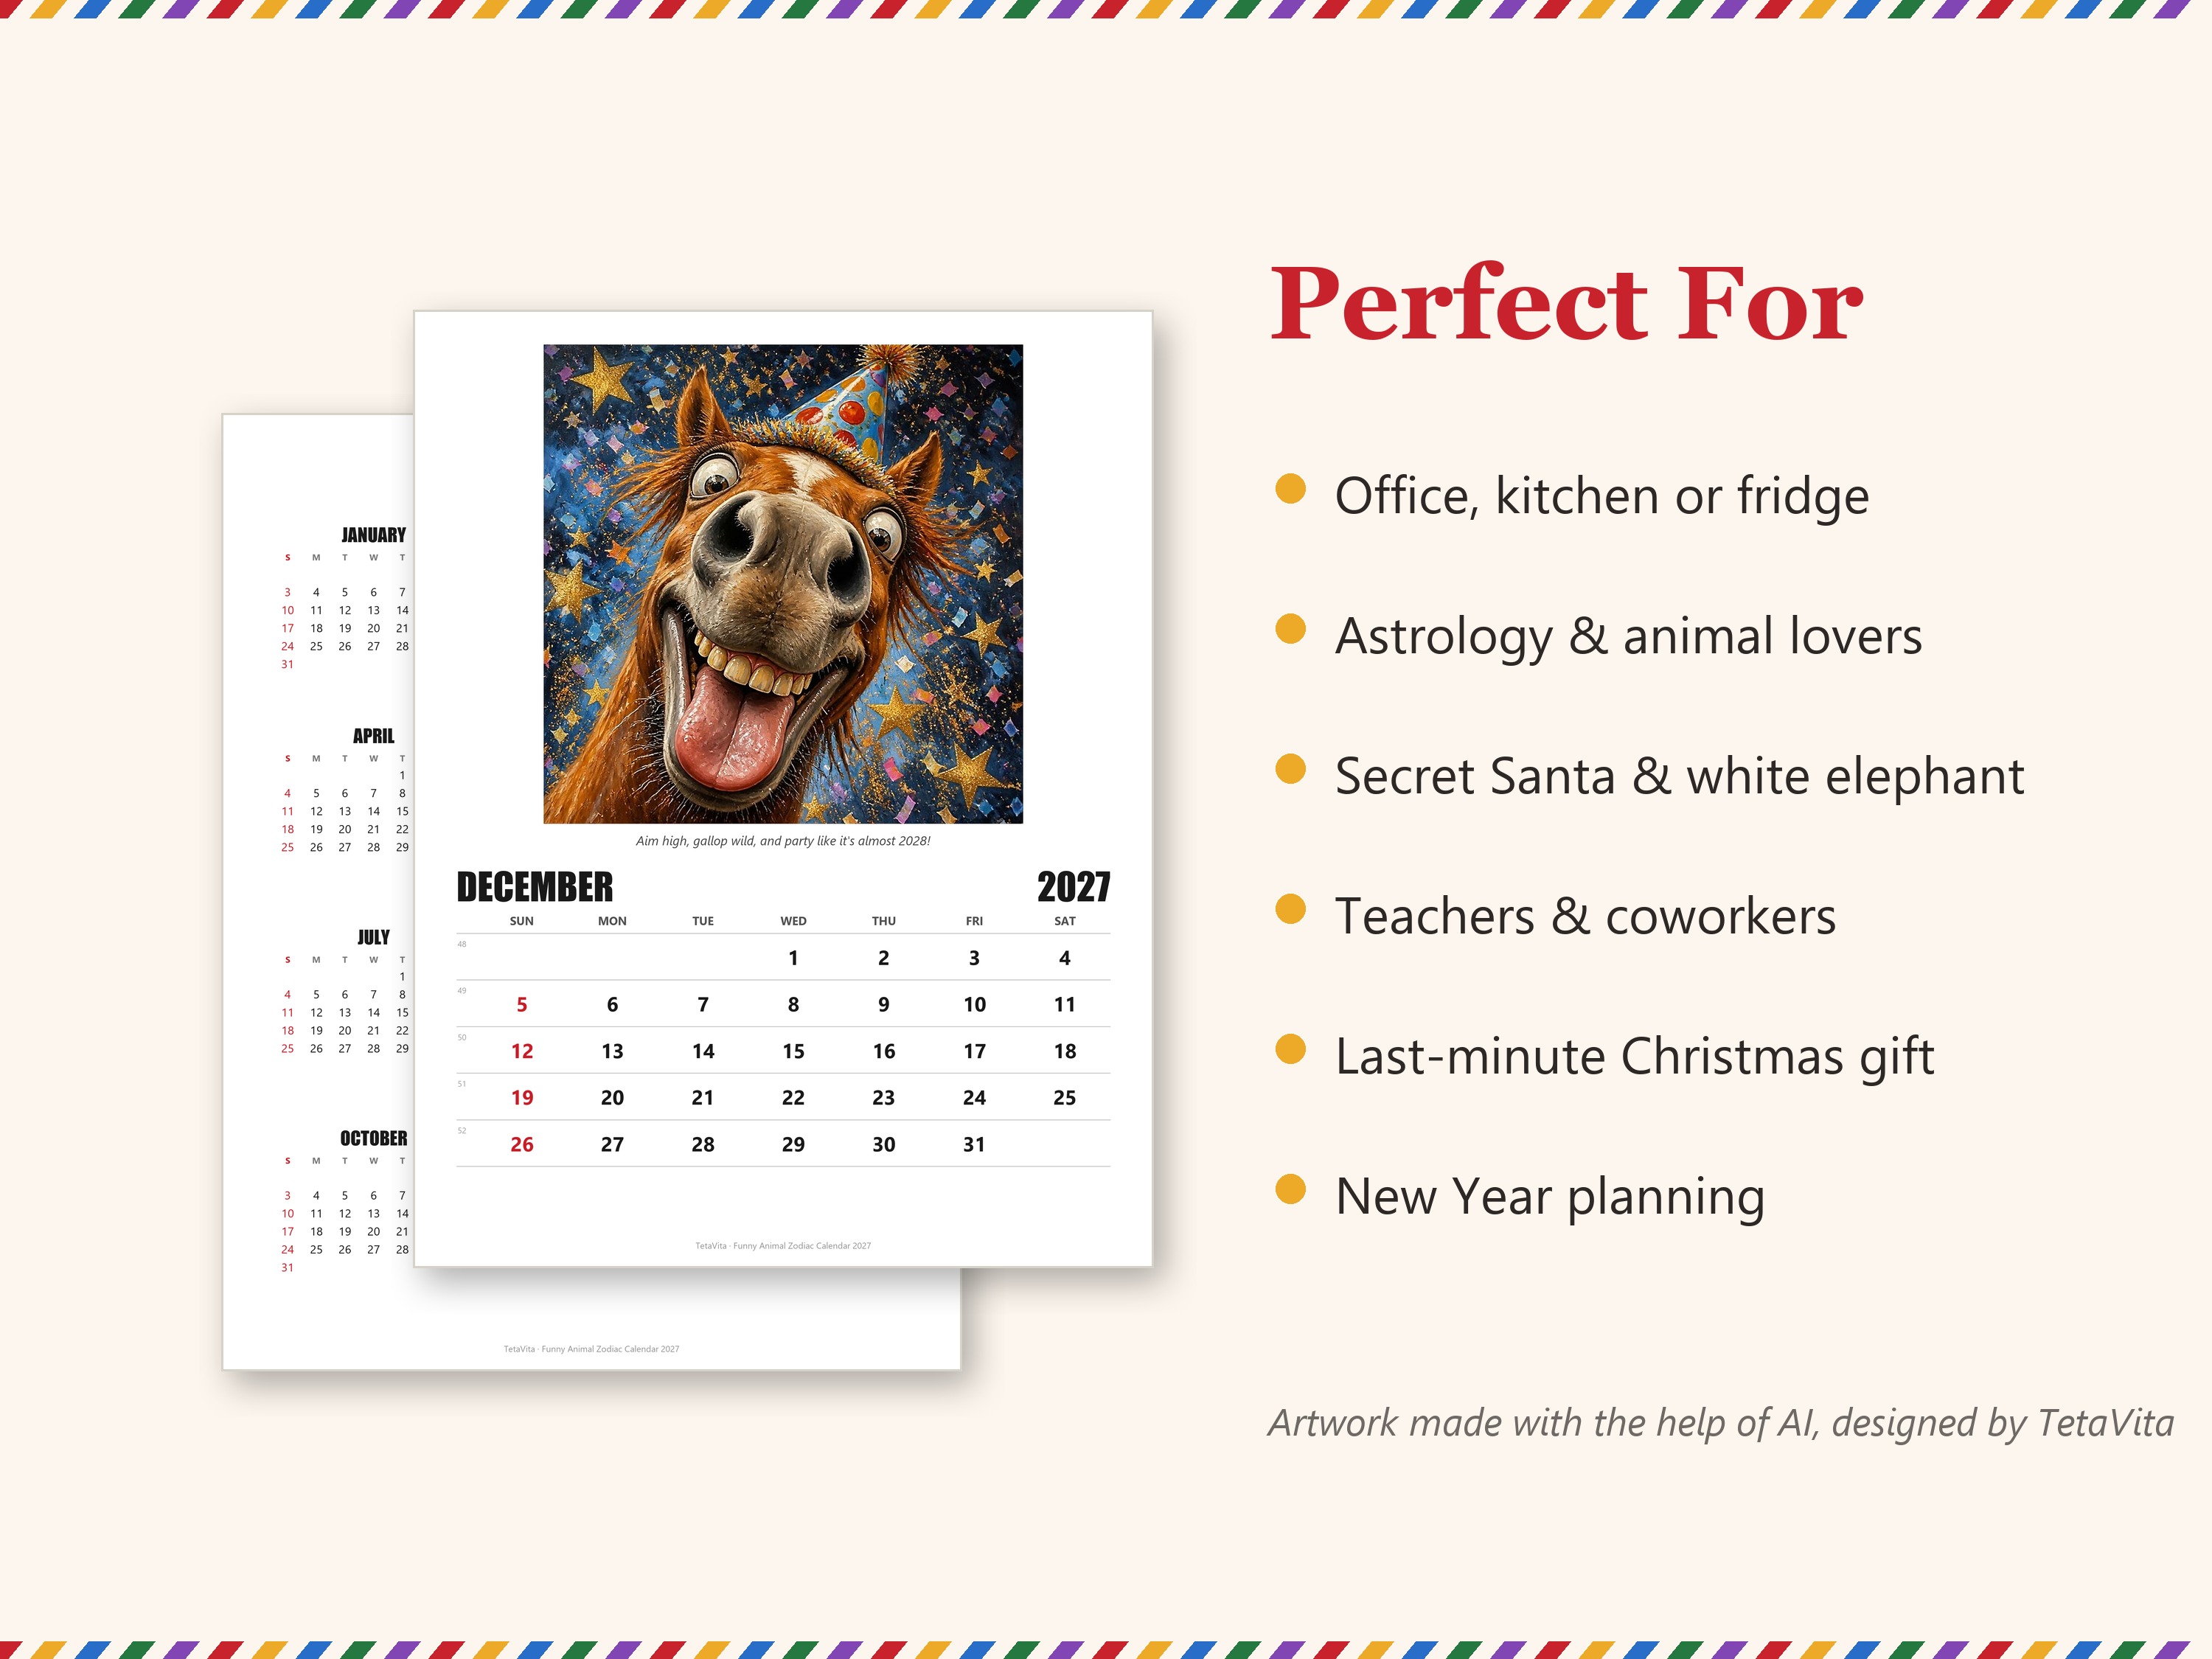 Perfect For
Office, kitchen or fridge
Astrology & animal lovers
Secret Santa & white elephant
Teachers & coworkers
Last-minute Christmas gift
New Year planning
Artwork made with the help of AI, designed by TetaVita
Aim high, gallop wild, and party like it's almost 2028!
DECEMBER 2027
SUN MON TUE WED THU FRI SAT
48 1 2 3 4
49 5 6 7 8 9 10 11
50 12 13 14 15 16 17 18
51 19 20 21 22 23 24 25
52 26 27 28 29 30 31
TetaVita · Funny Animal Zodiac Calendar 2027
JANUARY
S M T W T
3 4 5 6 7
10 11 12 13 14
17 18 19 20 21
24 25 26 27 28
31
APRIL
S M T W T
1
4 5 6 7 8
11 12 13 14 15
18 19 20 21 22
25 26 27 28 29
JULY
S M T W T
1
4 5 6 7 8
11 12 13 14 15
18 19 20 21 22
25 26 27 28 29
OCTOBER
S M T W T
3 4 5 6 7
10 11 12 13 14
17 18 19 20 21
24 25 26 27 28
31
TetaVita · Funny Animal Zodiac Calendar 2027